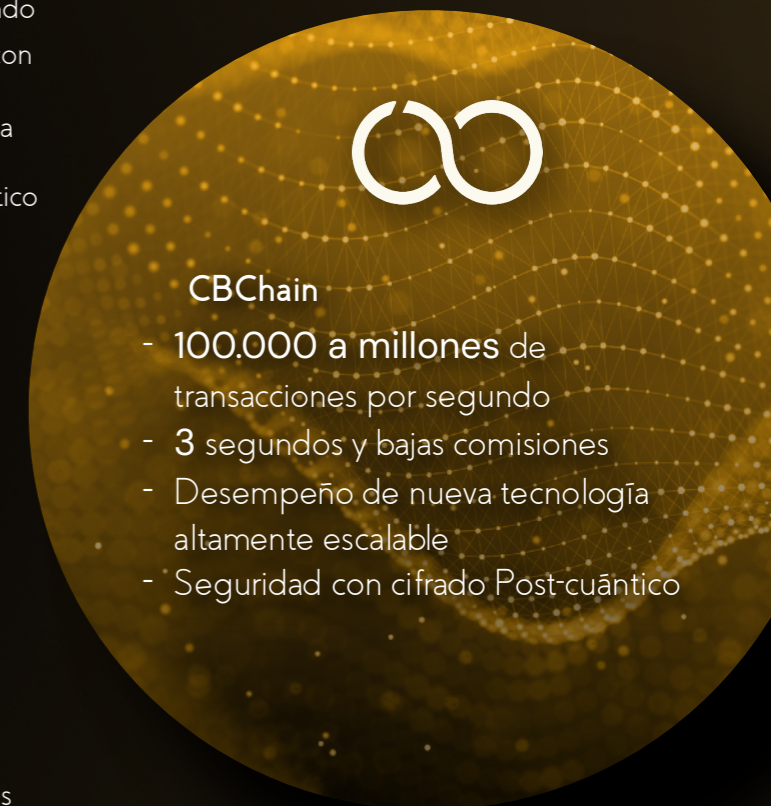 CBChain
- 100.000 a millones de
transacciones por segundo
- 3 segundos y bajas comisiones
- Desempeño de nueva tecnología
altamente escalable
- Seguridad con cifrado Post-cuántico